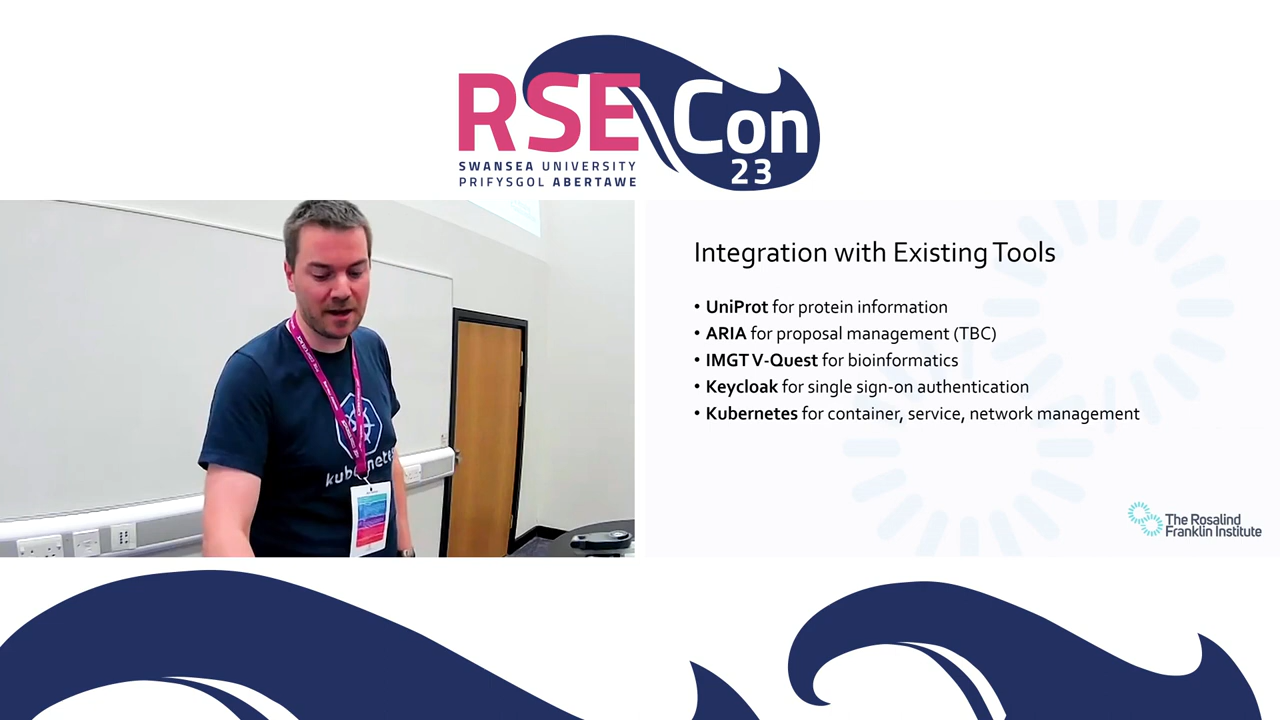 RSE Con
23
SWANSEA UNIVERSITY
PRIFYSGOL ABERTAWE
kubernetes
Integration with Existing Tools
• UniProt for protein information
• ARIA for proposal management (TBC)
• IMGT V-Quest for bioinformatics
• Keycloak for single sign-on authentication
• Kubernetes for container, service, network management
The Rosalind
Franklin Institute